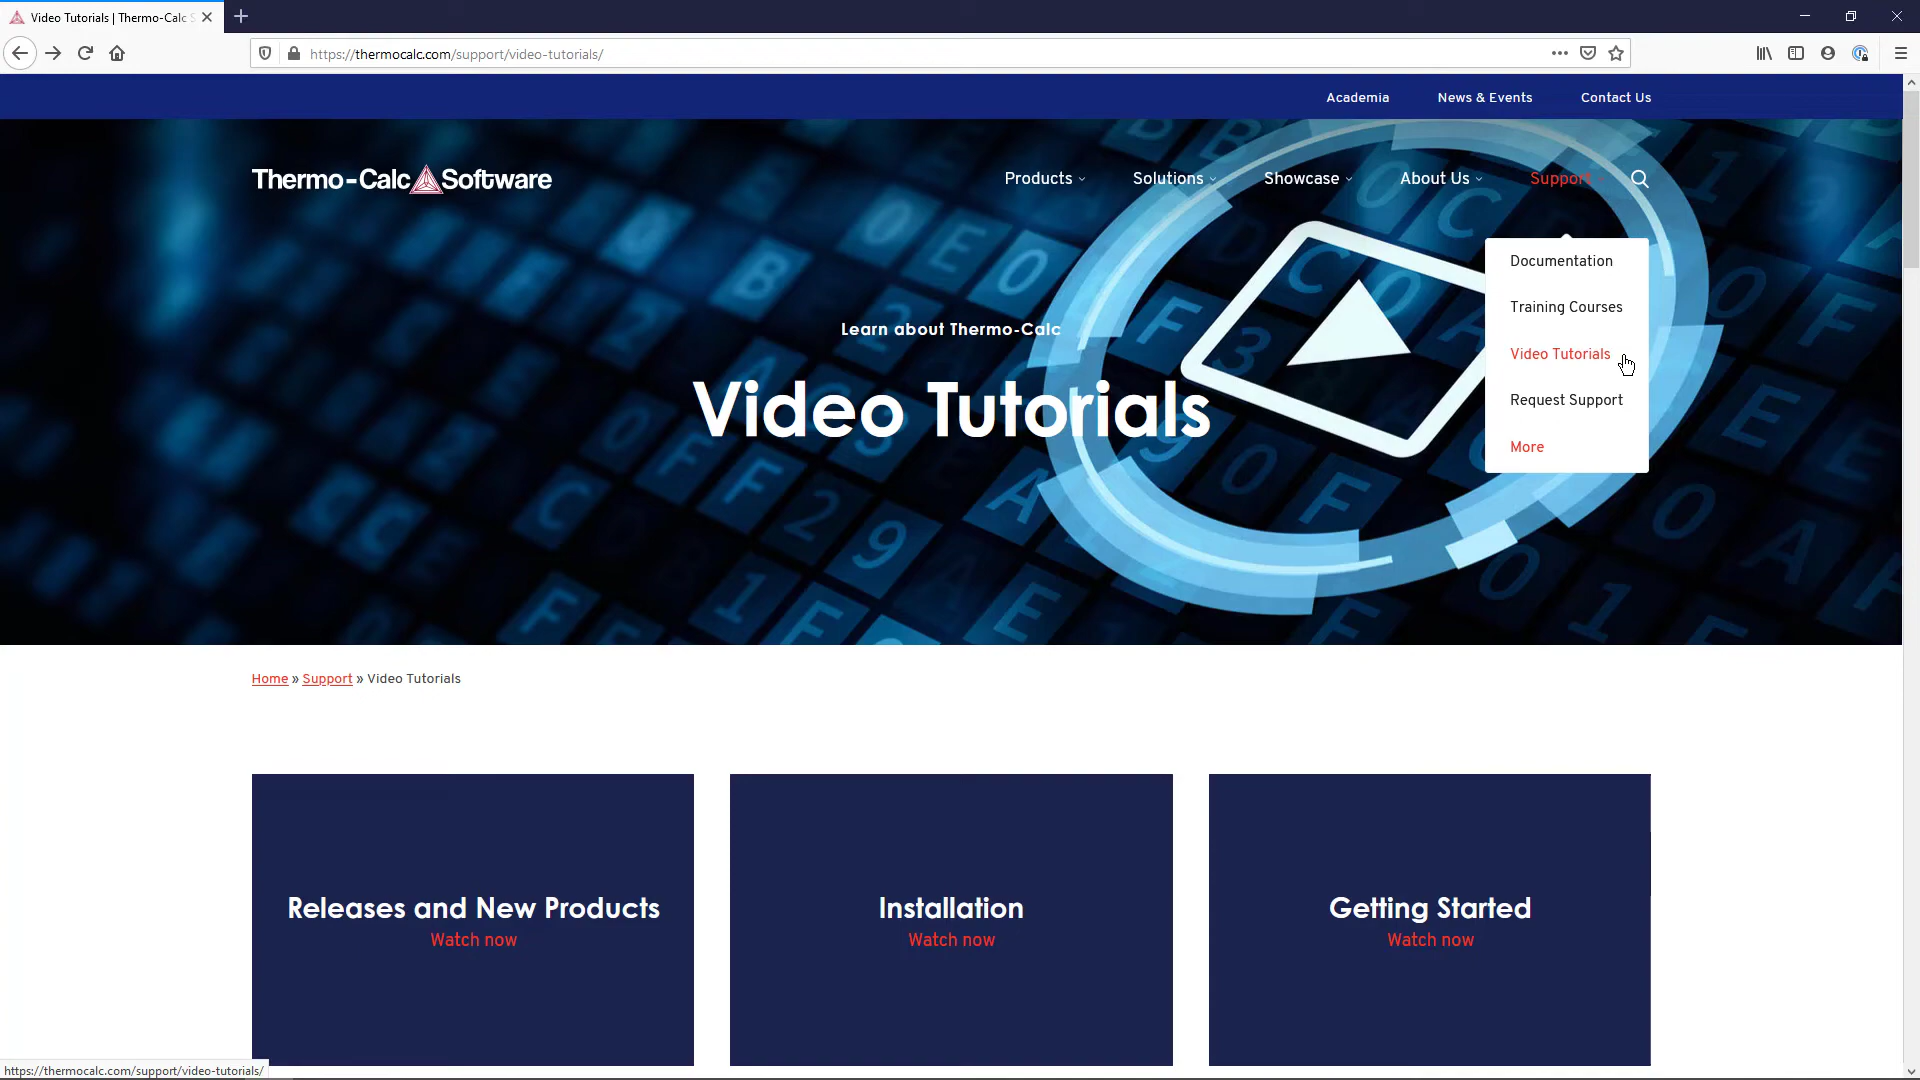 Video Tutorials | Thermo-Calc S
https://thermocalc.com/support/video-tutorials/
Academia
News & Events
Contact Us
Thermo-Calc Software
Products
Solutions
Showcase
About Us
Support
Documentation
Training Courses
Video Tutorials
Request Support
More
Learn about Thermo-Calc
Video Tutorials
Home » Support » Video Tutorials
Releases and New Products
Watch now
Installation
Watch now
Getting Started
Watch now
https://thermocalc.com/support/video-tutorials/